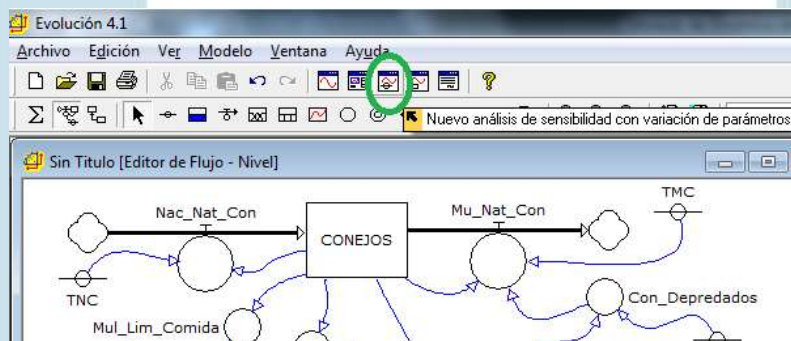 Evolución 4.1
Archivo Edición Ver Modelo Ventana Ayuda
Nuevo análisis de sensibilidad con variación de parámetros
Sin Titulo [Editor de Flujo - Nivel]
TMC
Nac_Nat_Con
Mu_Nat_Con
CONEJOS
TNC
Con_Depredados
Mul_Lim_Comida